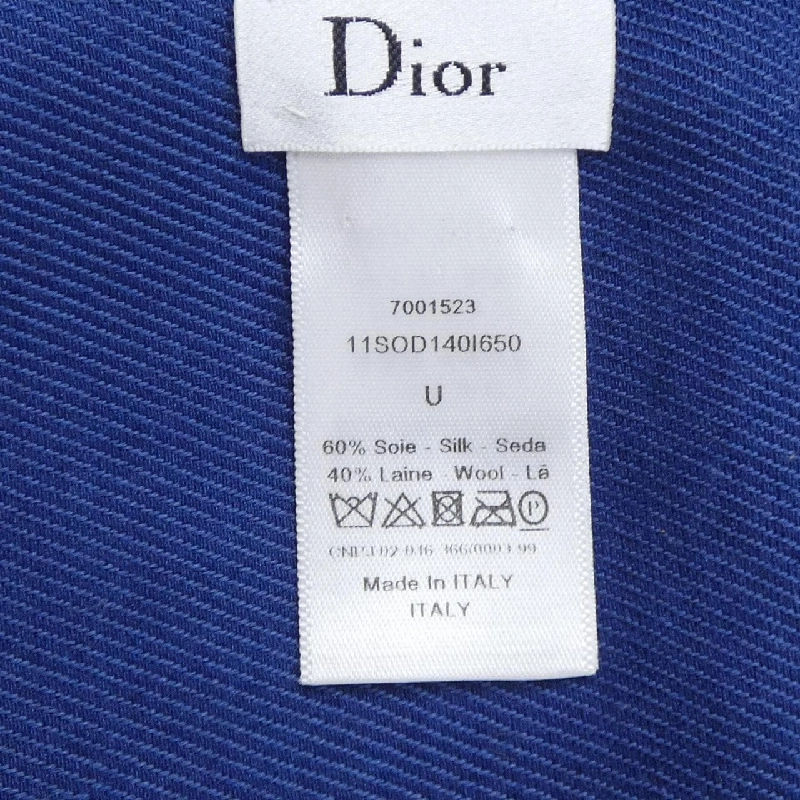 Dior
7001523
11SOD140I650
U
60% Soie - Silk - Seda
40% Laine - Wool - Lã
P
Made In ITALY
ITALY